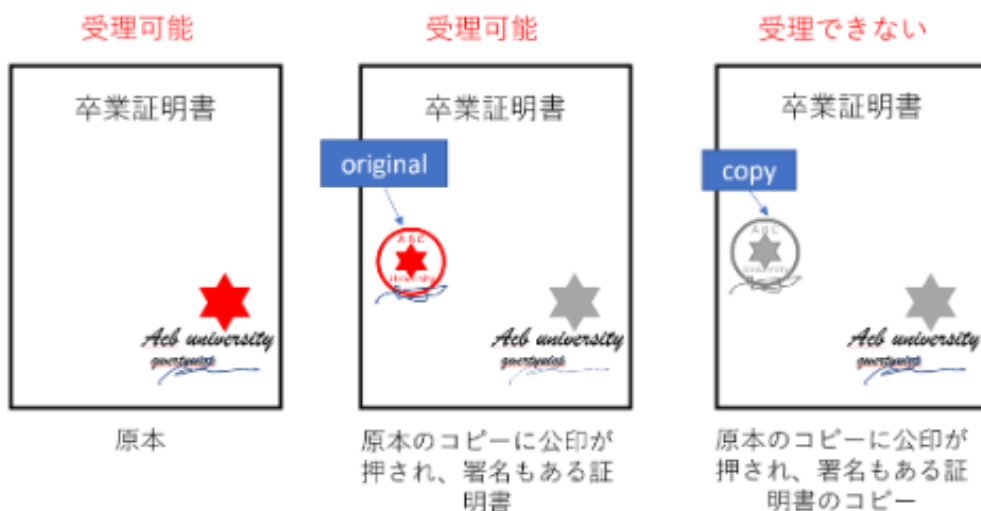 受理可能
受理可能
受理できない
卒業証明書
卒業証明書
卒業証明書
original
copy
ABC
University
ABC
University
Acb university
Acb university
Acb university
原本
原本のコピーに公印が
押され、署名もある証
明書
原本のコピーに公印が
押され、署名もある証
明書のコピー